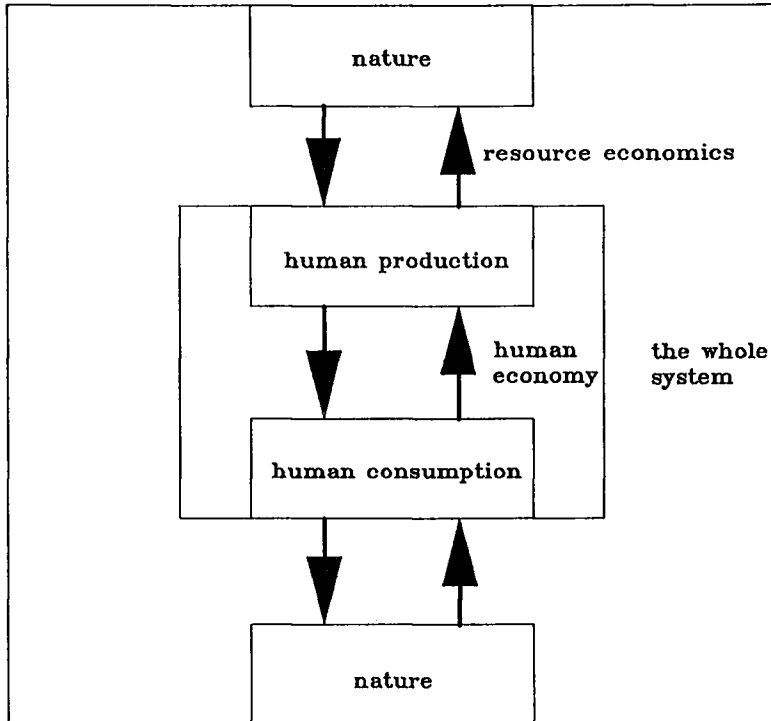 nature
resource economics
human production
human
economy
the whole
system
human consumption
nature